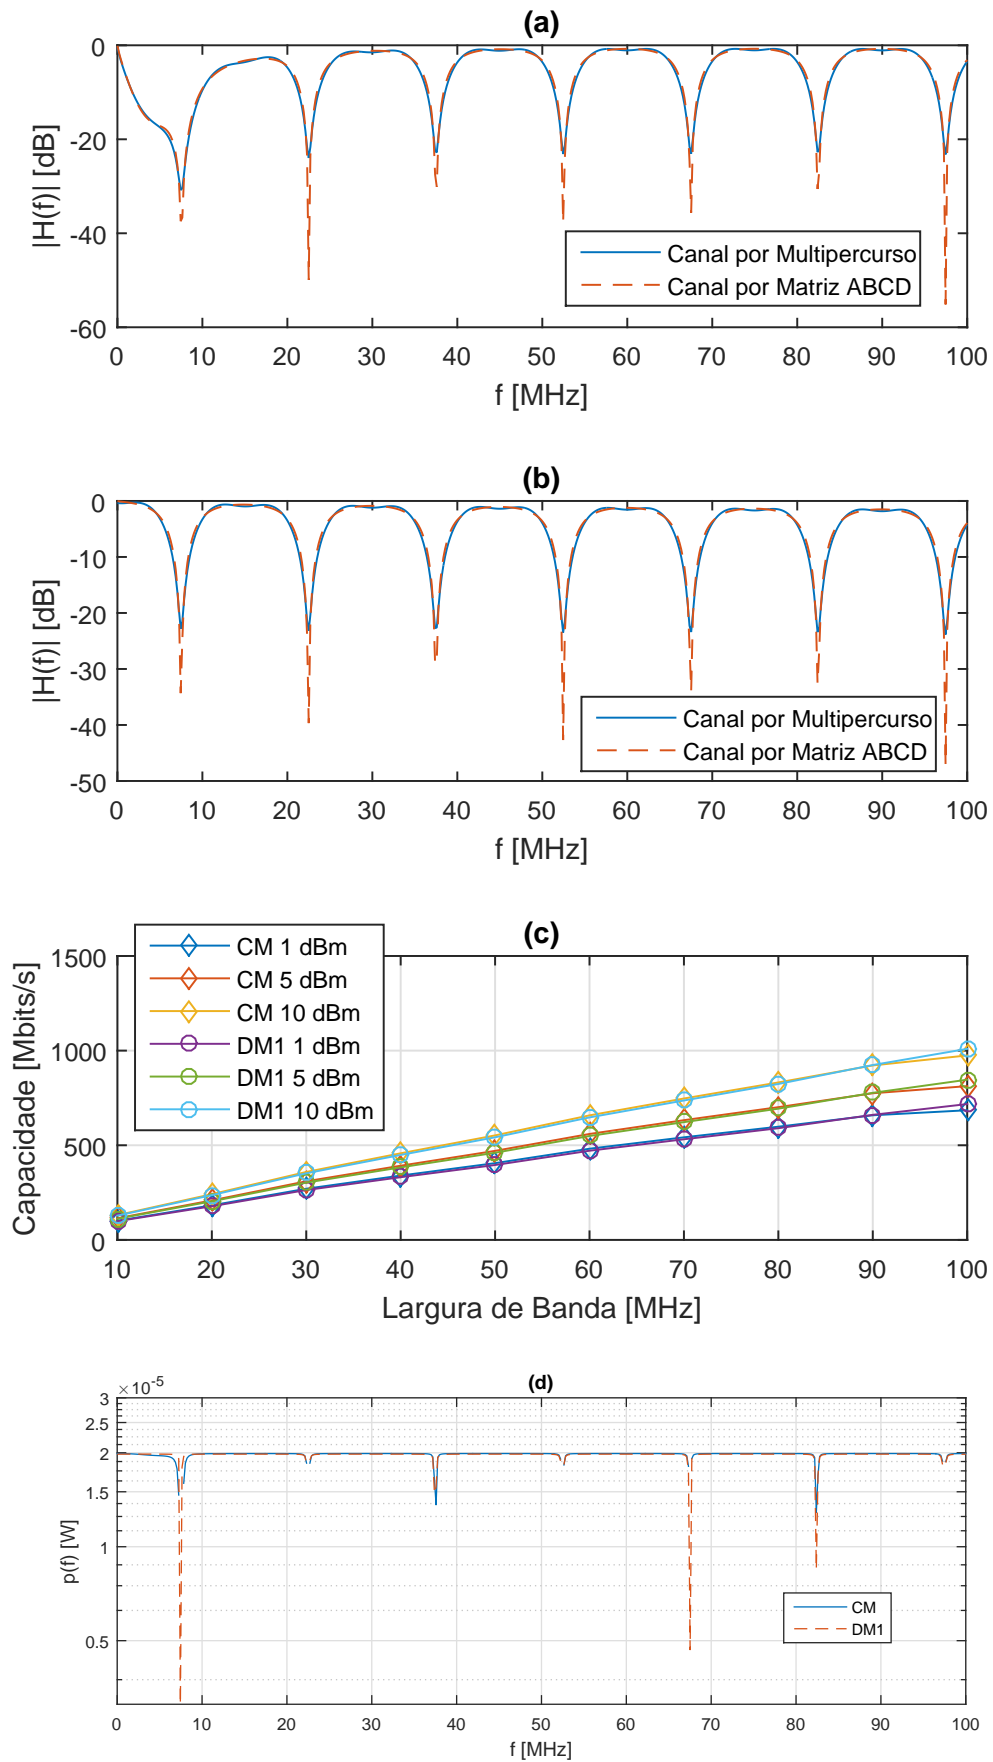 (a)
0
-20
-40
-60
|H(f)| [dB]
Canal por Multipercurso
Canal por Matriz ABCD
0 10 20 30 40 50 60 70 80 90 100
f [MHz]
(b)
0
-10
-20
-30
-40
-50
|H(f)| [dB]
Canal por Multipercurso
Canal por Matriz ABCD
0 10 20 30 40 50 60 70 80 90 100
f [MHz]
(c)
CM 1 dBm
CM 5 dBm
CM 10 dBm
DM1 1 dBm
DM1 5 dBm
DM1 10 dBm
1500
1000
500
0
Capacidade [Mbits/s]
10 20 30 40 50 60 70 80 90 100
Largura de Banda [MHz]
(d)
×10^-5
3
2.5
2
1.5
1
0.5
p(f) [W]
CM
DM1
0 10 20 30 40 50 60 70 80 90 100
f [MHz]